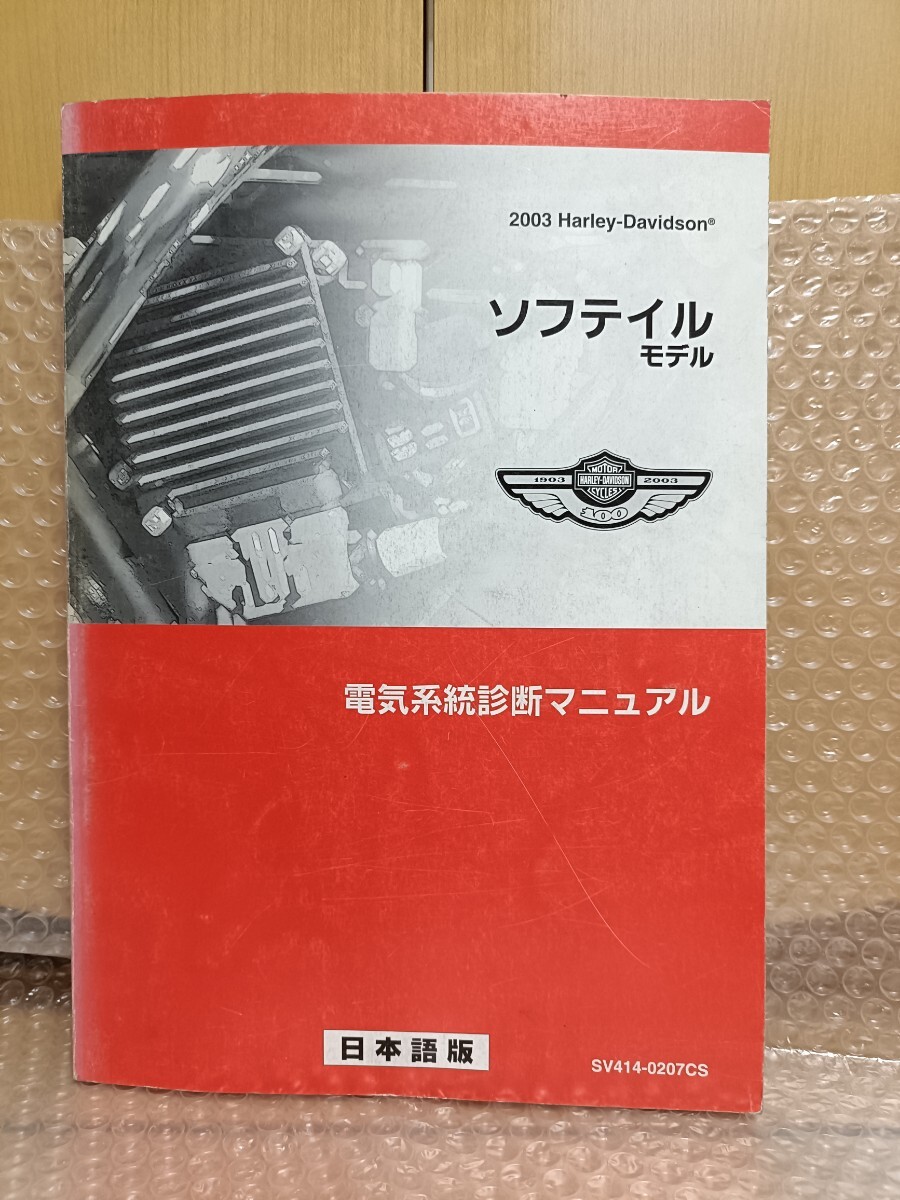 2003 Harley-Davidson®
ソフテイル
モデル
MOTOR
1903 HARLEY-DAVIDSON 2003
CYCLES
100
電気系統診断マニュアル
日本語版
SV414-0207CS